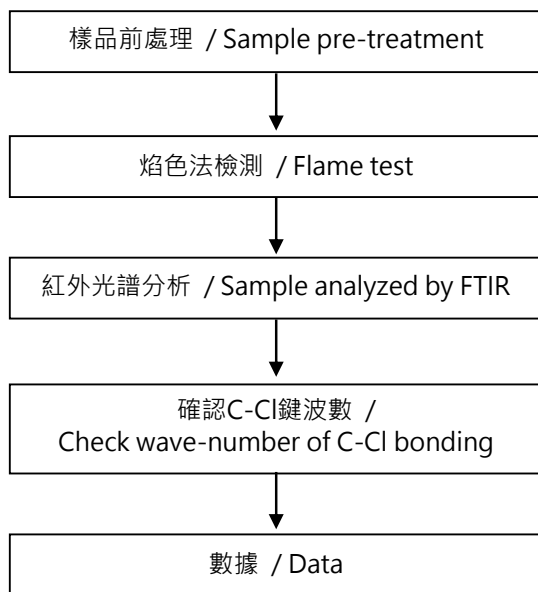 樣品前處理 / Sample pre-treatment
焰色法檢測 / Flame test
紅外光譜分析 / Sample analyzed by FTIR
確認C-Cl鍵波數 /
Check wave-number of C-Cl bonding
數據 / Data